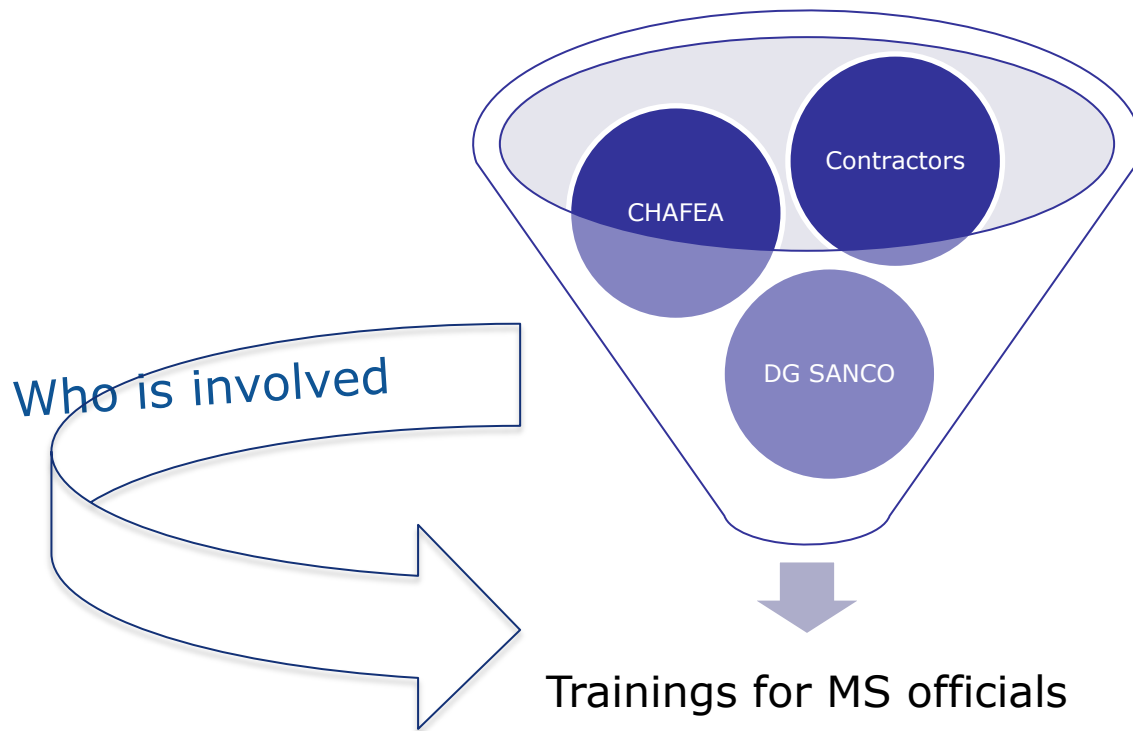 Contractors
CHAFEA
DG SANCO
Who is involved
Trainings for MS officials